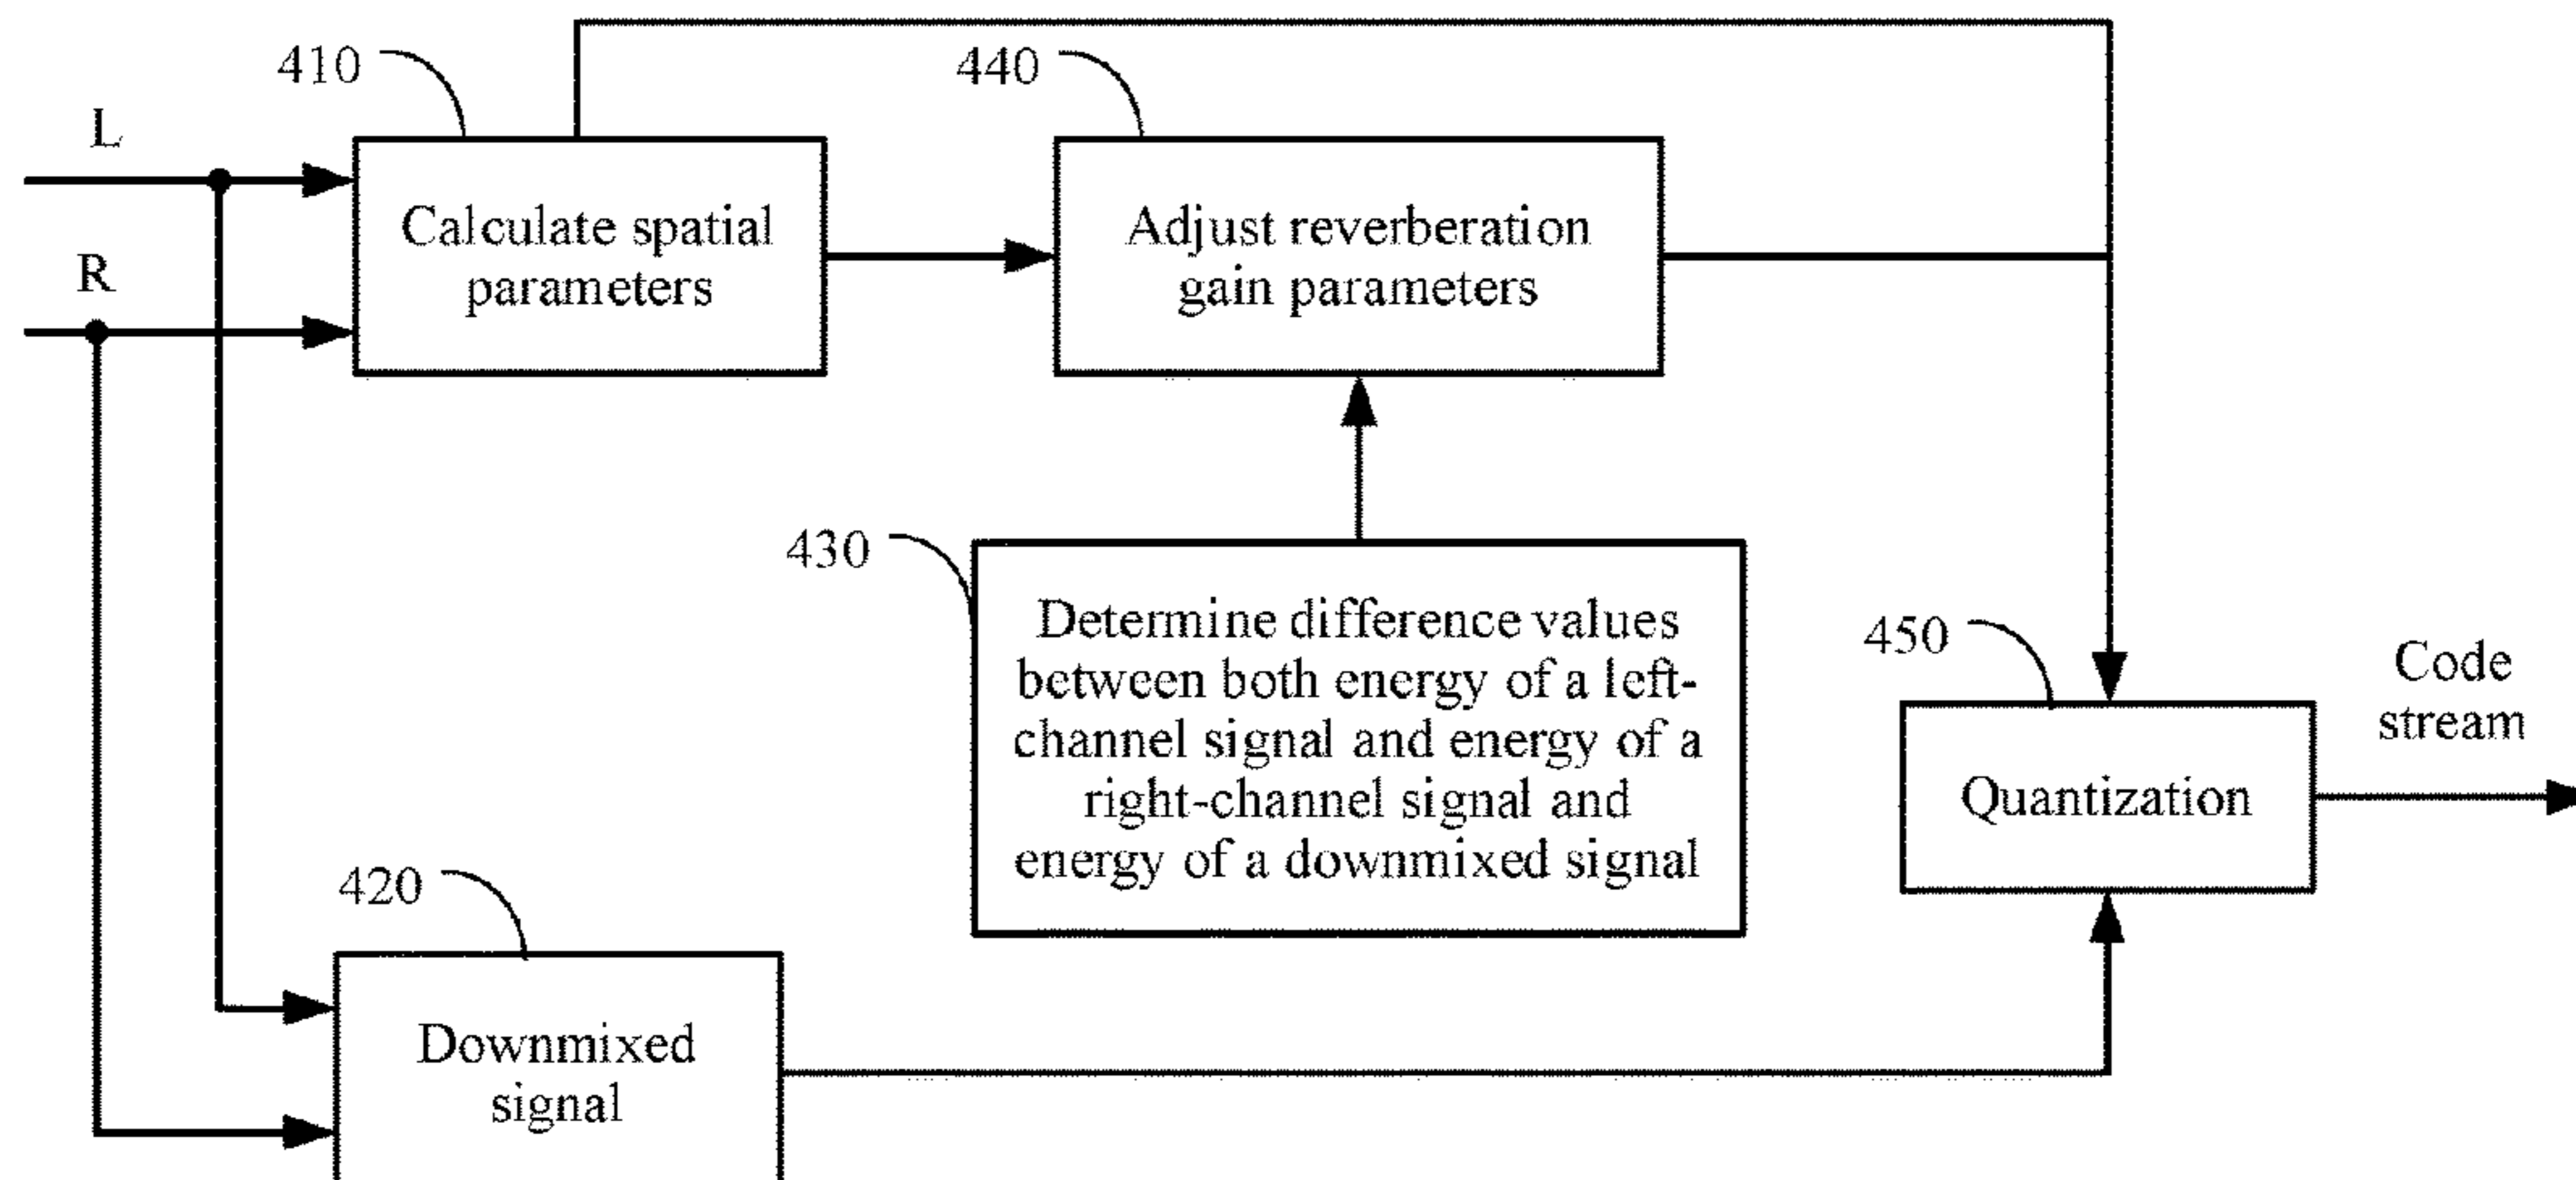 410
440
L
R
Calculate spatial
parameters
Adjust reverberation
gain parameters
430
Determine difference values
between both energy of a left-
channel signal and energy of a
right-channel signal and
energy of a downmixed signal
450
Code
stream
Quantization
420
Downmixed
signal